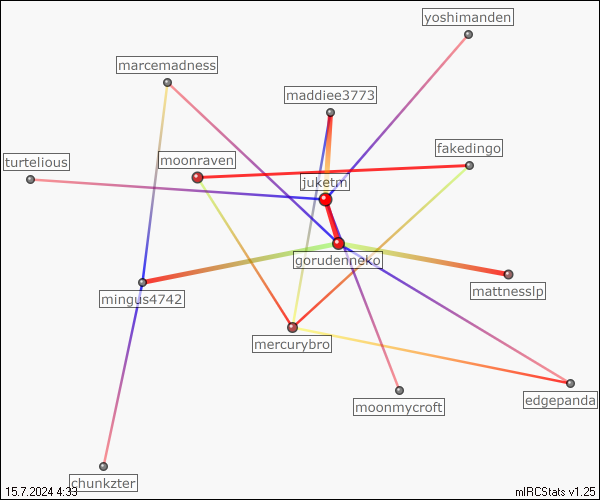 yoshimanden
marcemadness
maddiee3773
fakedingo
moonraven
turtelious
juketm
gorudenneko
mattnesslp
mingus4742
mercurybro
edgepanda
moonmycroft
chunkzter
15.7.2024 4:33
mIRCStats v1.25